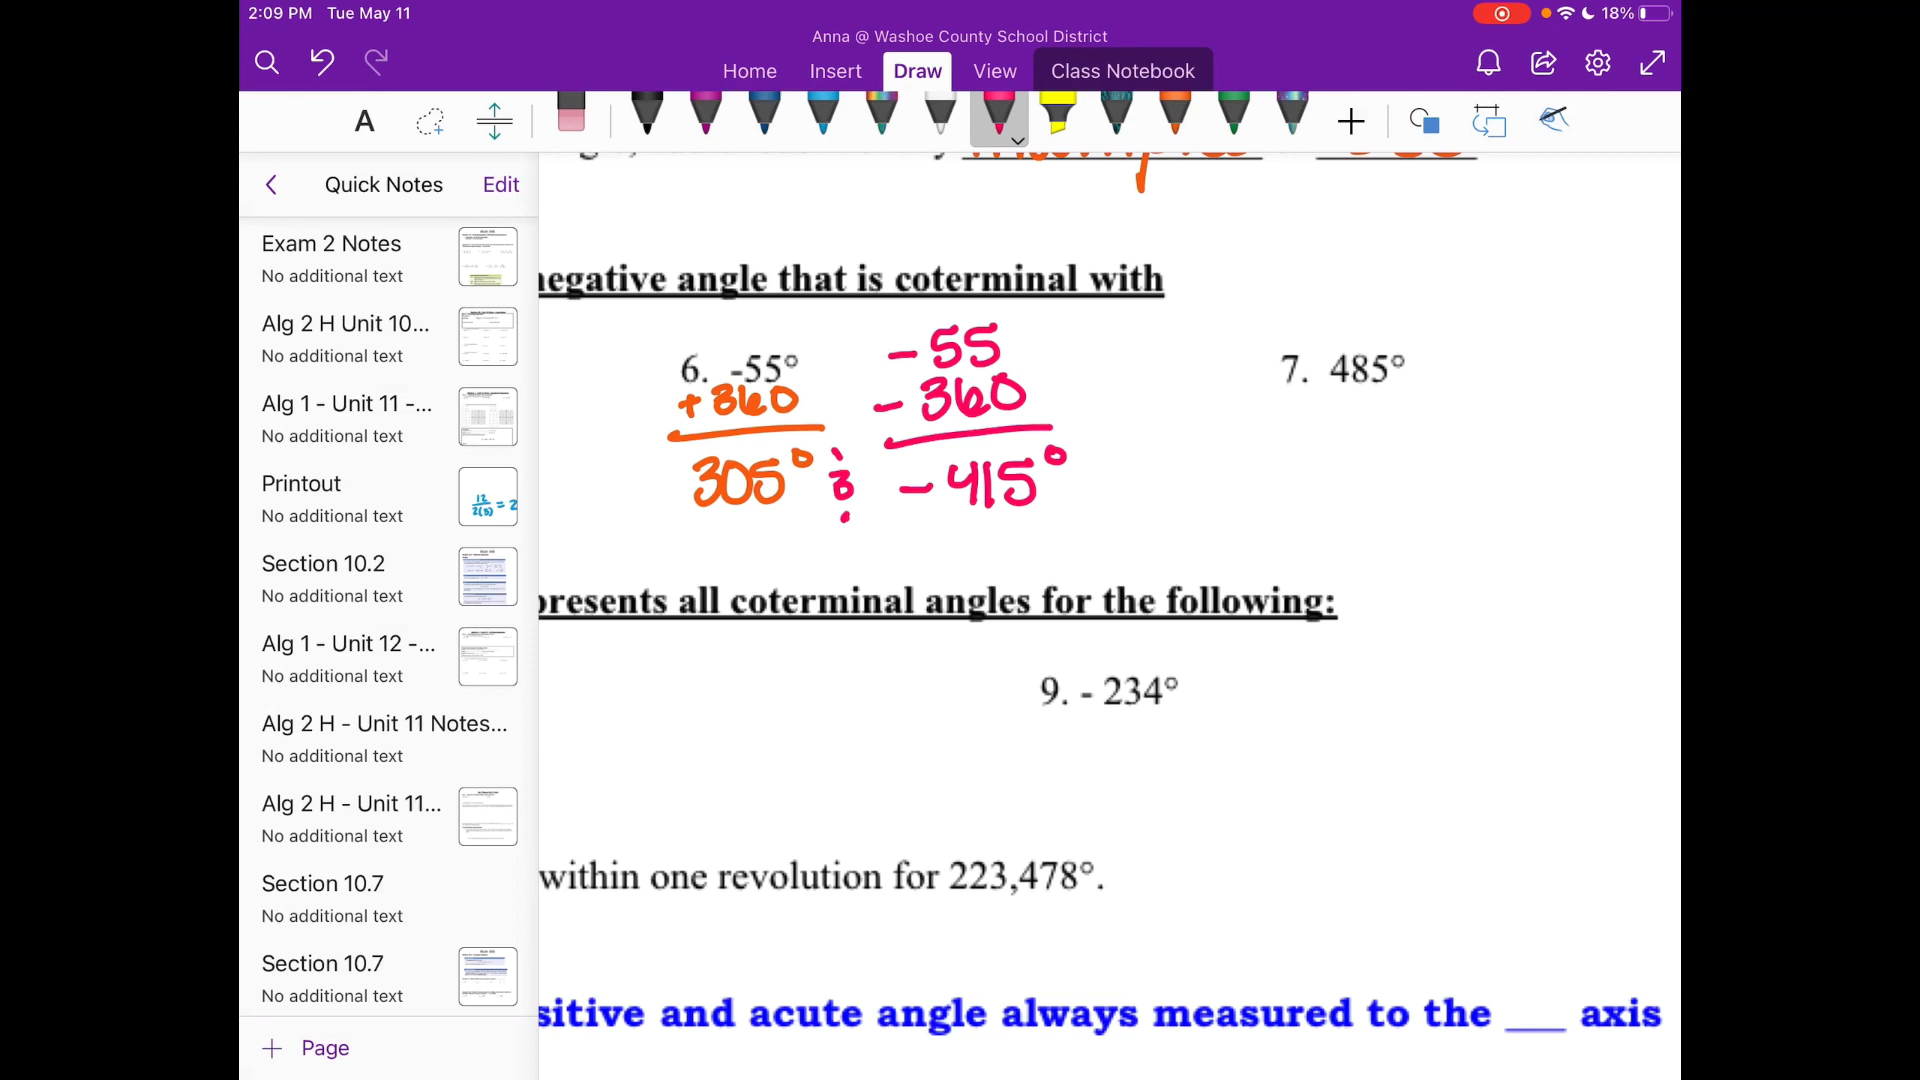 2:09 PM Tue May 11
18%
Anna @ Washoe County School District
Home Insert Draw View Class Notebook
A
Quick Notes Edit
Exam 2 Notes
No additional text
Alg 2 H Unit 10...
No additional text
Alg 1 - Unit 11 -...
No additional text
Printout
No additional text
12
2(3) = 2
Section 10.2
No additional text
Alg 1 - Unit 12 -...
No additional text
Alg 2 H - Unit 11 Notes...
No additional text
Alg 2 H - Unit 11...
No additional text
Section 10.7
No additional text
Section 10.7
No additional text
+ Page
negative angle that is coterminal with
6. -55°
+ 360
305°
&
- 55
- 360
- 415°
7. 485°
presents all coterminal angles for the following:
9. - 234°
within one revolution for 223,478°.
sitive and acute angle always measured to the ___ axis